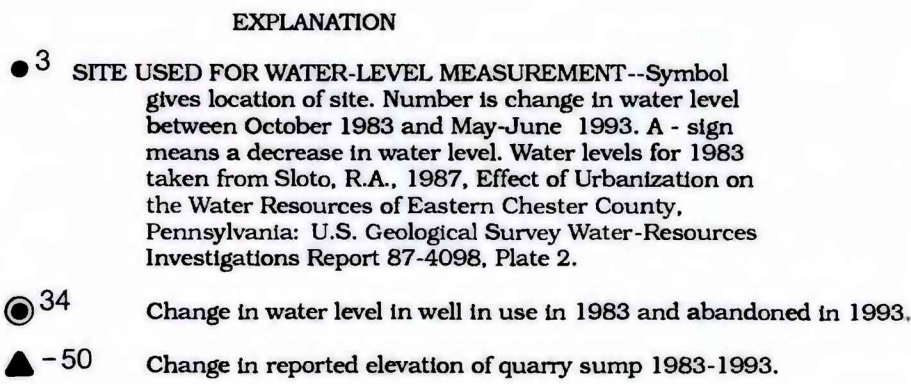 EXPLANATION
3 SITE USED FOR WATER-LEVEL MEASUREMENT--Symbol
gives location of site. Number is change in water level
between October 1983 and May-June 1993. A - sign
means a decrease in water level. Water levels for 1983
taken from Sloto, R.A., 1987, Effect of Urbanization on
the Water Resources of Eastern Chester County,
Pennsylvania: U.S. Geological Survey Water-Resources
Investigations Report 87-4098, Plate 2.
34 Change in water level in well in use in 1983 and abandoned in 1993.
-50 Change in reported elevation of quarry sump 1983-1993.